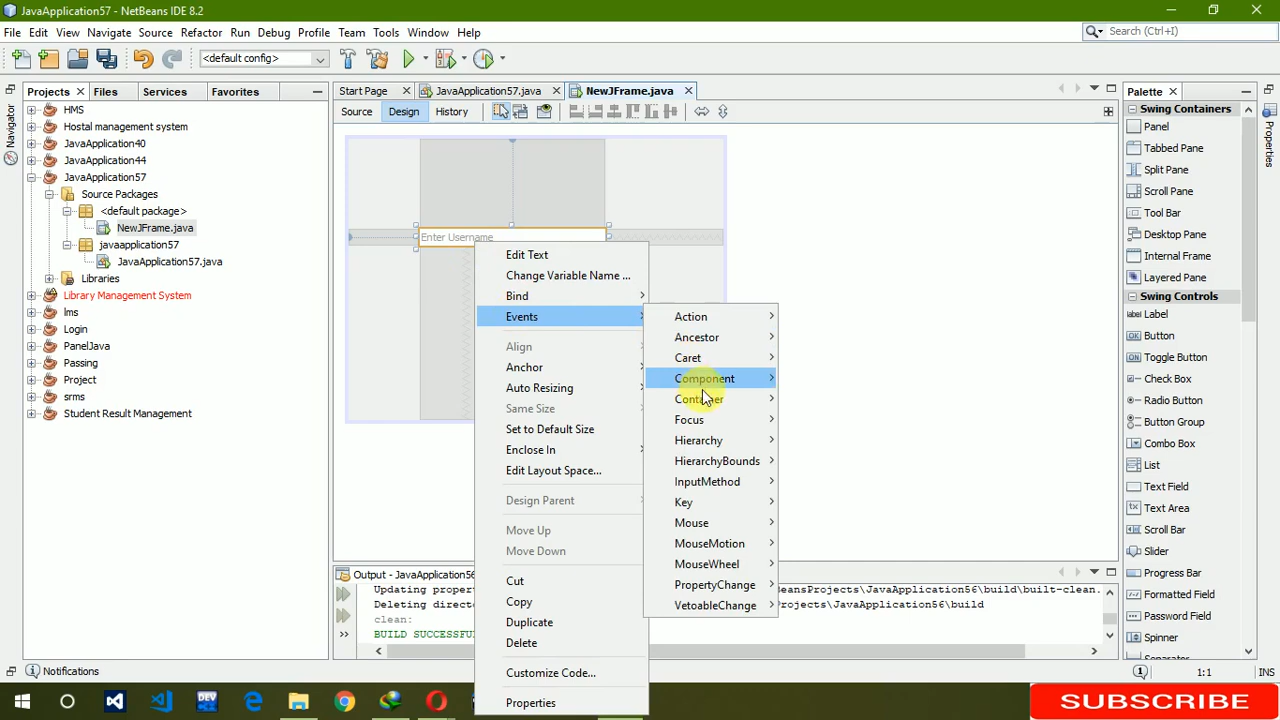 JavaApplication57 - NetBeans IDE 8.2
File Edit View Navigate Source Refactor Run Debug Profile Team Tools Window Help
Search (Ctrl+I)
<default config>
Projects Files Services Favorites
Start Page JavaApplication57.java NewJFrame.java
Palette
Source Design History
Navigator
Properties
HMS
Hostal management system
JavaApplication40
JavaApplication44
JavaApplication57
Source Packages
<default package>
NewJFrame.java
javaapplication57
JavaApplication57.java
Libraries
Library Management System
lms
Login
PanelJava
Passing
Project
srms
Student Result Management
Enter Username
Edit Text
Change Variable Name ...
Bind
Events
Align
Anchor
Auto Resizing
Same Size
Set to Default Size
Enclose In
Edit Layout Space...
Design Parent
Move Up
Move Down
Cut
Copy
Duplicate
Delete
Customize Code...
Properties
Action
Ancestor
Caret
Component
Container
Focus
Hierarchy
HierarchyBounds
InputMethod
Key
Mouse
MouseMotion
MouseWheel
PropertyChange
VetoableChange
Swing Containers
Panel
Tabbed Pane
Split Pane
Scroll Pane
Tool Bar
Desktop Pane
Internal Frame
Layered Pane
Swing Controls
Label
Button
Toggle Button
Check Box
Radio Button
Button Group
Combo Box
List
Text Field
Text Area
Scroll Bar
Slider
Progress Bar
Formatted Field
Password Field
Spinner
Separator
Output - JavaApplication56
Updating proper
eansProjects\JavaApplication56\build\built-clean.
Deleting direct
rojects\JavaApplication56\build
clean:
BUILD SUCCESSFU
Notifications
1:1
INS
DEV
SUBSCRIBE